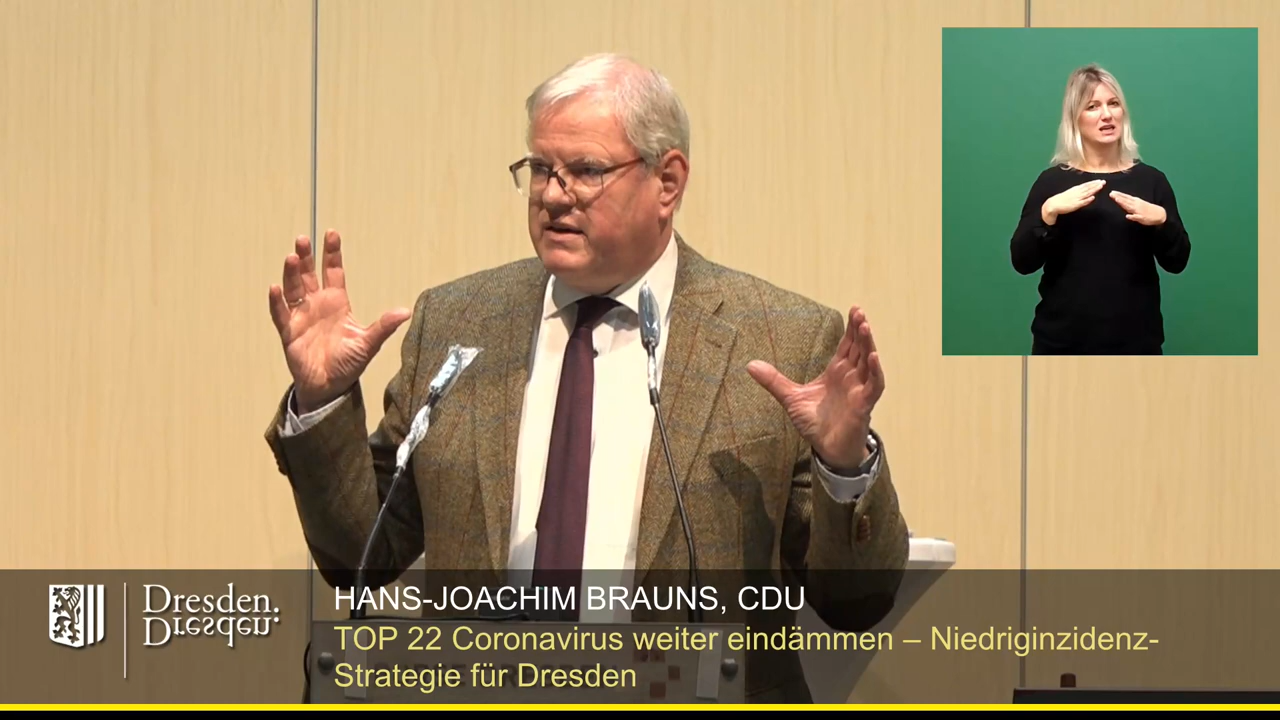 Dresden.
Dresden.
HANS-JOACHIM BRAUNS, CDU
TOP 22 Coronavirus weiter eindämmen – Niedriginzidenz-
Strategie für Dresden